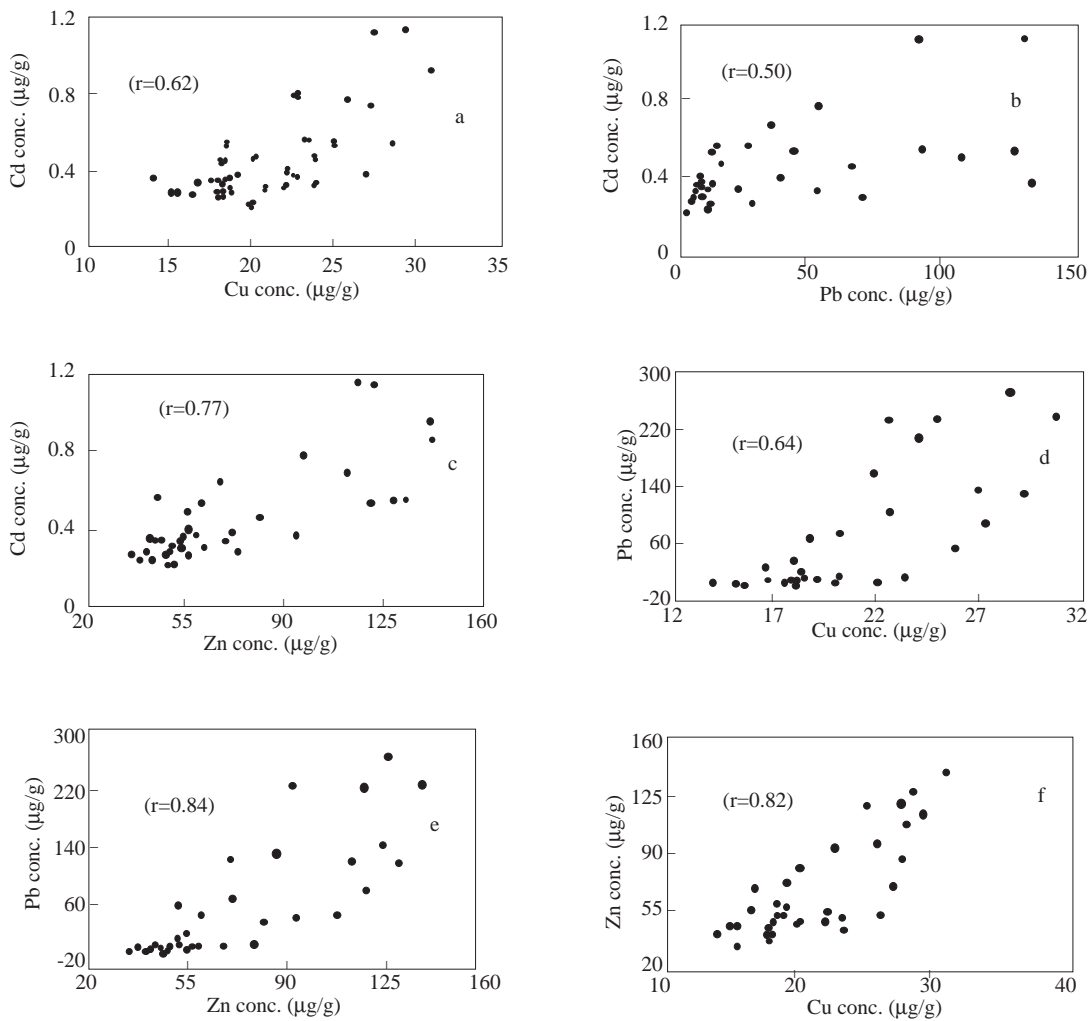 1.2
0.8
0.4
0
Cd conc. (µg/g)
(r=0.62)
a
10 15 20 25 30 35
Cu conc. (µg/g)
1.2
0.8
0.4
0
Cd conc. (µg/g)
(r=0.50)
b
0 50 100 150
Pb conc. (µg/g)
1.2
0.8
0.4
0
Cd conc. (µg/g)
(r=0.77)
c
20 55 90 125 160
Zn conc. (µg/g)
300
220
140
60
-20
Pb conc. (µg/g)
(r=0.64)
d
12 17 22 27 32
Cu conc. (µg/g)
300
220
140
60
-20
Pb conc. (µg/g)
(r=0.84)
e
20 55 90 125 160
Zn conc. (µg/g)
160
125
90
55
20
Zn conc. (µg/g)
(r=0.82)
f
10 20 30 40
Cu conc. (µg/g)